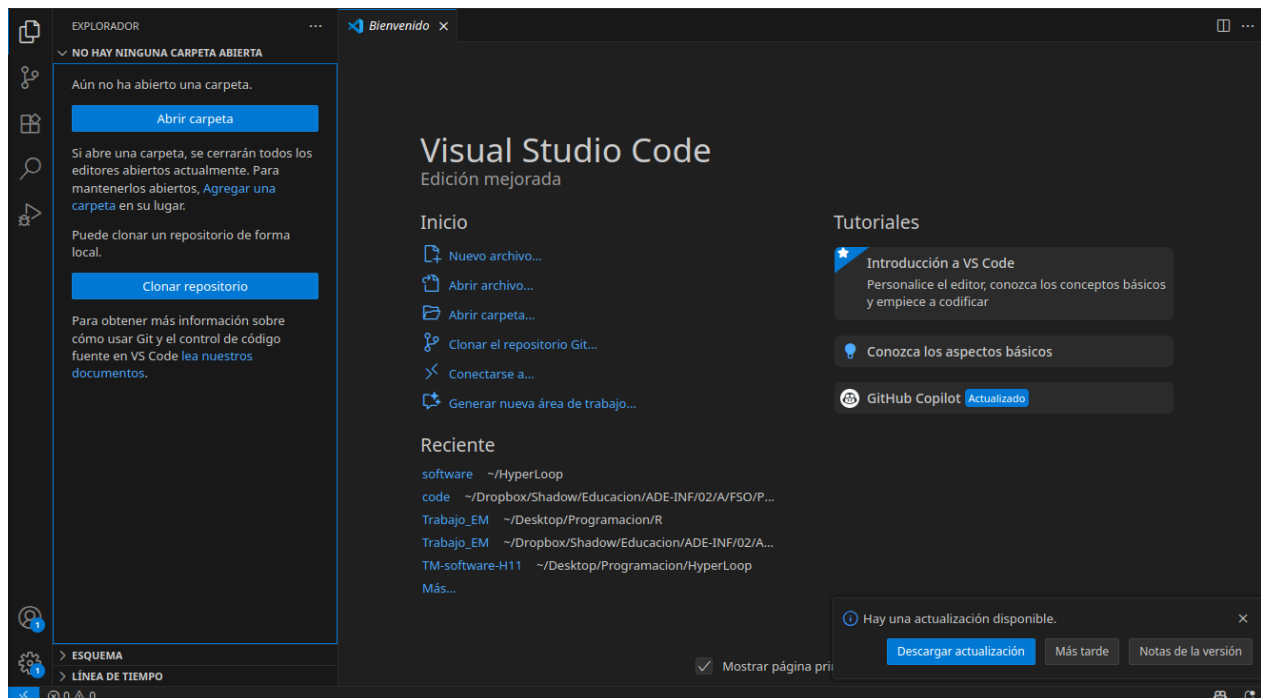 EXPLORADOR
NO HAY NINGUNA CARPETA ABIERTA
Aún no ha abierto una carpeta.
Abrir carpeta
Si abre una carpeta, se cerrarán todos los
editores abiertos actualmente. Para
mantenerlos abiertos, Agregar una
carpeta en su lugar.
Puede clonar un repositorio de forma
local.
Clonar repositorio
Para obtener más información sobre
cómo usar Git y el control de código
fuente en VS Code lea nuestros
documentos.
1
1
ESQUEMA
LÍNEA DE TIEMPO
0 0
Bienvenido
Visual Studio Code
Edición mejorada
Inicio
Nuevo archivo...
Abrir archivo...
Abrir carpeta...
Clonar el repositorio Git...
Conectarse a...
Generar nueva área de trabajo...
Reciente
software ~/HyperLoop
code ~/Dropbox/Shadow/Educacion/ADE-INF/02/A/FSO/P...
Trabajo_EM ~/Desktop/Programacion/R
Trabajo_EM ~/Dropbox/Shadow/Educacion/ADE-INF/02/A...
TM-software-H11 ~/Desktop/Programacion/HyperLoop
Más...
Tutoriales
Introducción a VS Code
Personalice el editor, conozca los conceptos básicos
y empiece a codificar
Conozca los aspectos básicos
GitHub Copilot Actualizado
Mostrar página pri
Hay una actualización disponible.
Descargar actualización Más tarde Notas de la versión